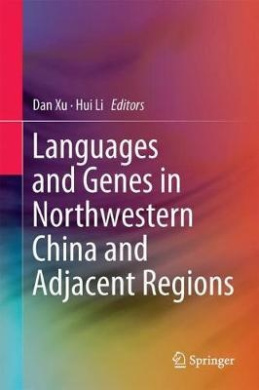 Dan Xu · Hui Li Editors
Languages
and Genes in
Northwestern
China and
Adjacent Regions
Springer